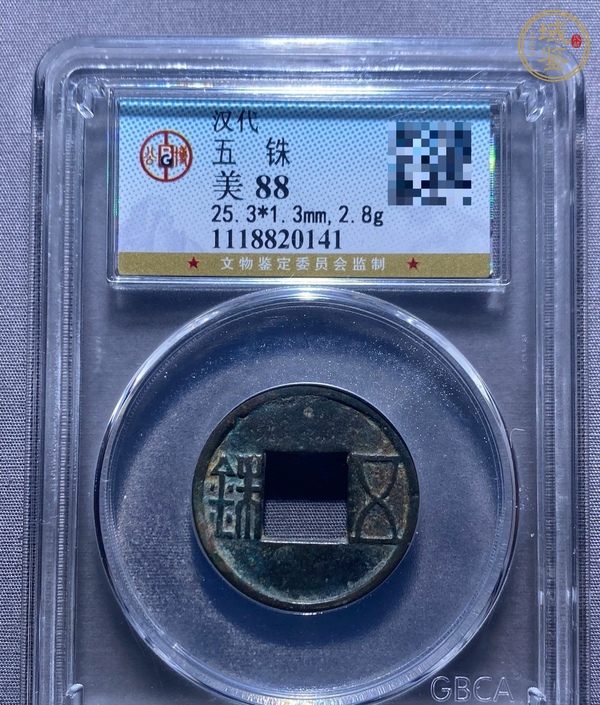 汉代
五 铢
美 88
25.3*1.3mm,2.8g
1118820141
★ 文物鉴定委员会监制 ★
五
銖
GBCA